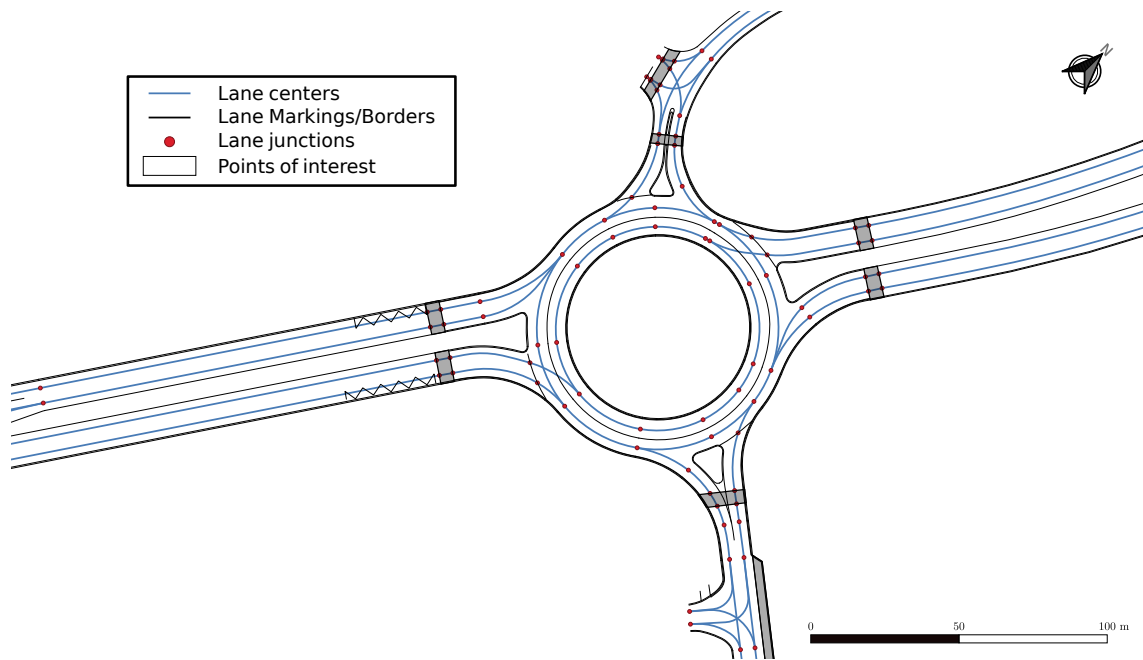 N
Lane centers
Lane Markings/Borders
Lane junctions
Points of interest
0
50
100 m